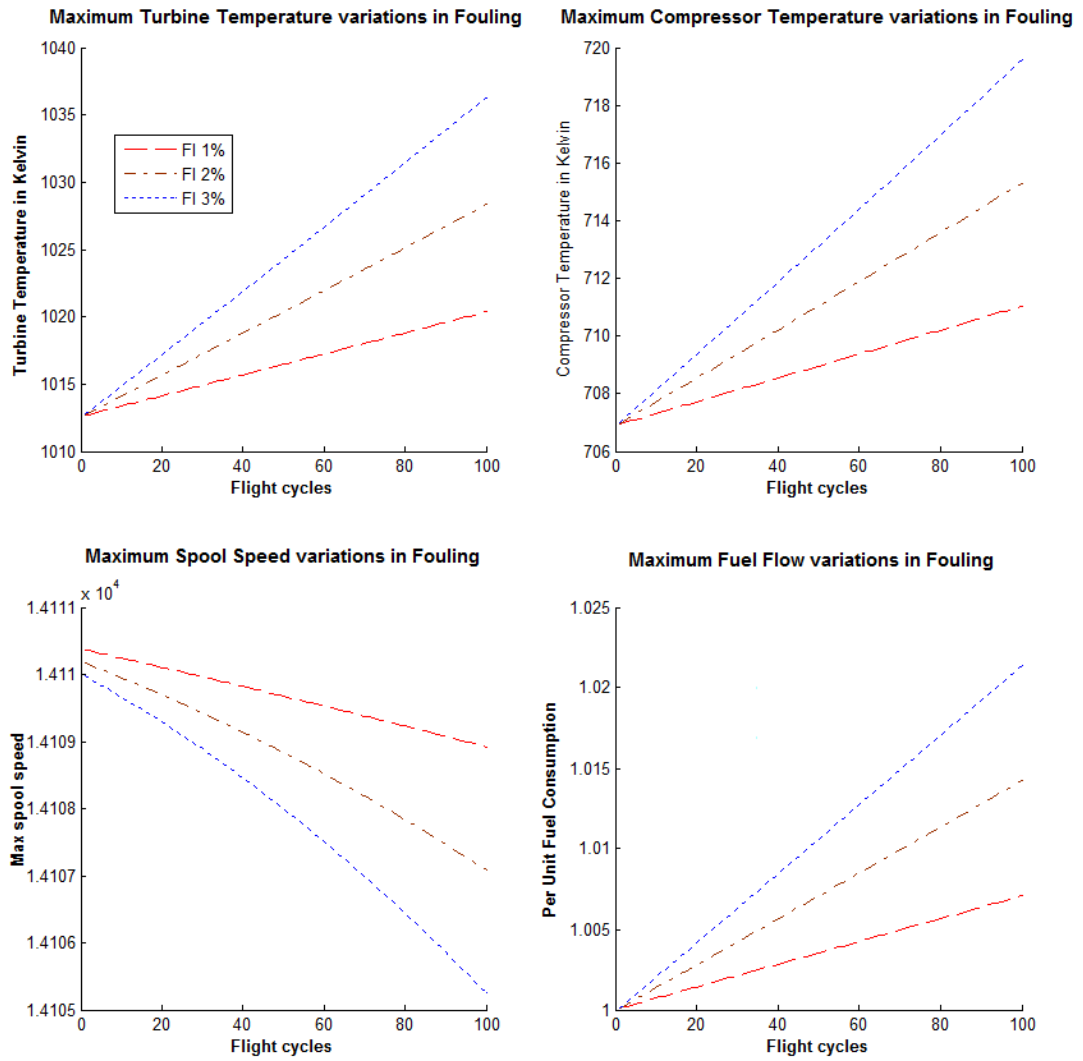 Maximum Turbine Temperature variations in Fouling
1040
1035
1030
1025
1020
1015
1010
Turbine Temperature in Kelvin
FI 1%
FI 2%
FI 3%
0 20 40 60 80 100
Flight cycles
Maximum Compressor Temperature variations in Fouling
720
718
716
714
712
710
708
706
Compressor Temperature in Kelvin
0 20 40 60 80 100
Flight cycles
Maximum Spool Speed variations in Fouling
x 10^4
1.4111
1.411
1.4109
1.4108
1.4107
1.4106
1.4105
Max spool speed
0 20 40 60 80 100
Flight cycles
Maximum Fuel Flow variations in Fouling
1.025
1.02
1.015
1.01
1.005
1
Per Unit Fuel Consumption
0 20 40 60 80 100
Flight cycles